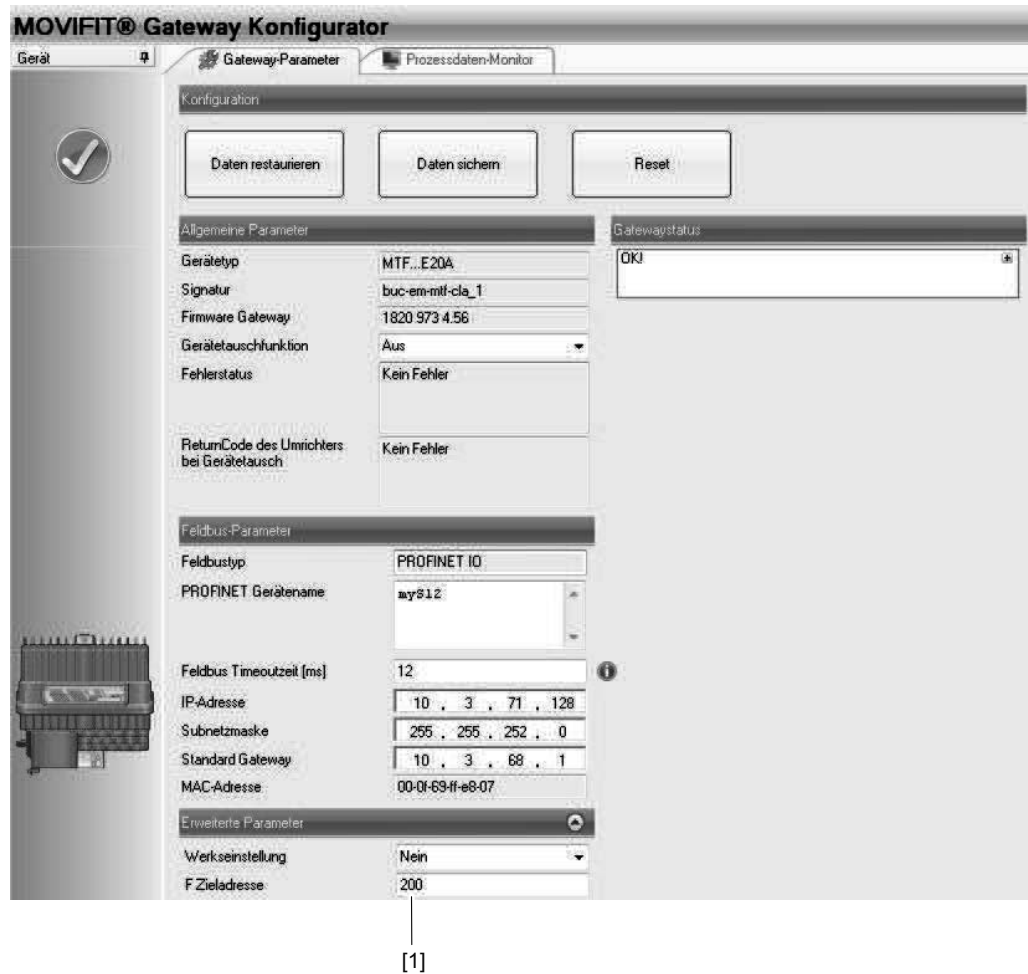 MOVIFIT® Gateway Konfigurator
Gerät
Gateway-Parameter
Prozessdaten-Monitor
Konfiguration
Daten restaurieren
Daten sichern
Reset
Allgemeine Parameter
Gatewaystatus
Gerätetyp MTF...E20A
OK!
Signatur buc-em-mtf-cla_1
Firmware Gateway 1820 973 4.56
Gerätetauschfunktion Aus
Fehlerstatus Kein Fehler
ReturnCode des Umrichters
bei Gerätetausch
Kein Fehler
Feldbus-Parameter
Feldbustyp PROFINET IO
PROFINET Gerätename myS12
Feldbus Timeoutzeit [ms] 12
IP-Adresse 10 . 3 . 71 . 128
Subnetzmaske 255 . 255 . 252 . 0
Standard Gateway 10 . 3 . 68 . 1
MAC-Adresse 00-0f-69-ff-e8-07
Erweiterte Parameter
Werkseinstellung Nein
F Zieladresse 200
[1]